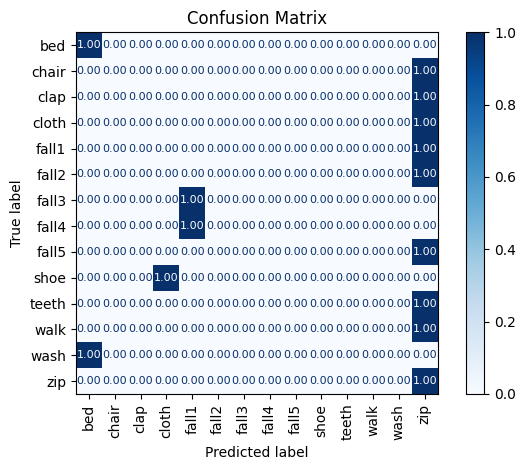 Confusion Matrix
True label
bed 1.00 0.00 0.00 0.00 0.00 0.00 0.00 0.00 0.00 0.00 0.00 0.00 0.00 0.00
chair 0.00 0.00 0.00 0.00 0.00 0.00 0.00 0.00 0.00 0.00 0.00 0.00 0.00 1.00
clap 0.00 0.00 0.00 0.00 0.00 0.00 0.00 0.00 0.00 0.00 0.00 0.00 0.00 1.00
cloth 0.00 0.00 0.00 0.00 0.00 0.00 0.00 0.00 0.00 0.00 0.00 0.00 0.00 1.00
fall1 0.00 0.00 0.00 0.00 0.00 0.00 0.00 0.00 0.00 0.00 0.00 0.00 0.00 1.00
fall2 0.00 0.00 0.00 0.00 0.00 0.00 0.00 0.00 0.00 0.00 0.00 0.00 0.00 1.00
fall3 0.00 0.00 0.00 0.00 1.00 0.00 0.00 0.00 0.00 0.00 0.00 0.00 0.00 0.00
fall4 0.00 0.00 0.00 0.00 1.00 0.00 0.00 0.00 0.00 0.00 0.00 0.00 0.00 0.00
fall5 0.00 0.00 0.00 0.00 0.00 0.00 0.00 0.00 0.00 0.00 0.00 0.00 0.00 1.00
shoe 0.00 0.00 0.00 1.00 0.00 0.00 0.00 0.00 0.00 0.00 0.00 0.00 0.00 0.00
teeth 0.00 0.00 0.00 0.00 0.00 0.00 0.00 0.00 0.00 0.00 0.00 0.00 0.00 1.00
walk 0.00 0.00 0.00 0.00 0.00 0.00 0.00 0.00 0.00 0.00 0.00 0.00 0.00 1.00
wash 1.00 0.00 0.00 0.00 0.00 0.00 0.00 0.00 0.00 0.00 0.00 0.00 0.00 0.00
zip 0.00 0.00 0.00 0.00 0.00 0.00 0.00 0.00 0.00 0.00 0.00 0.00 0.00 1.00
bed chair clap cloth fall1 fall2 fall3 fall4 fall5 shoe teeth walk wash zip
Predicted label
1.0
0.8
0.6
0.4
0.2
0.0